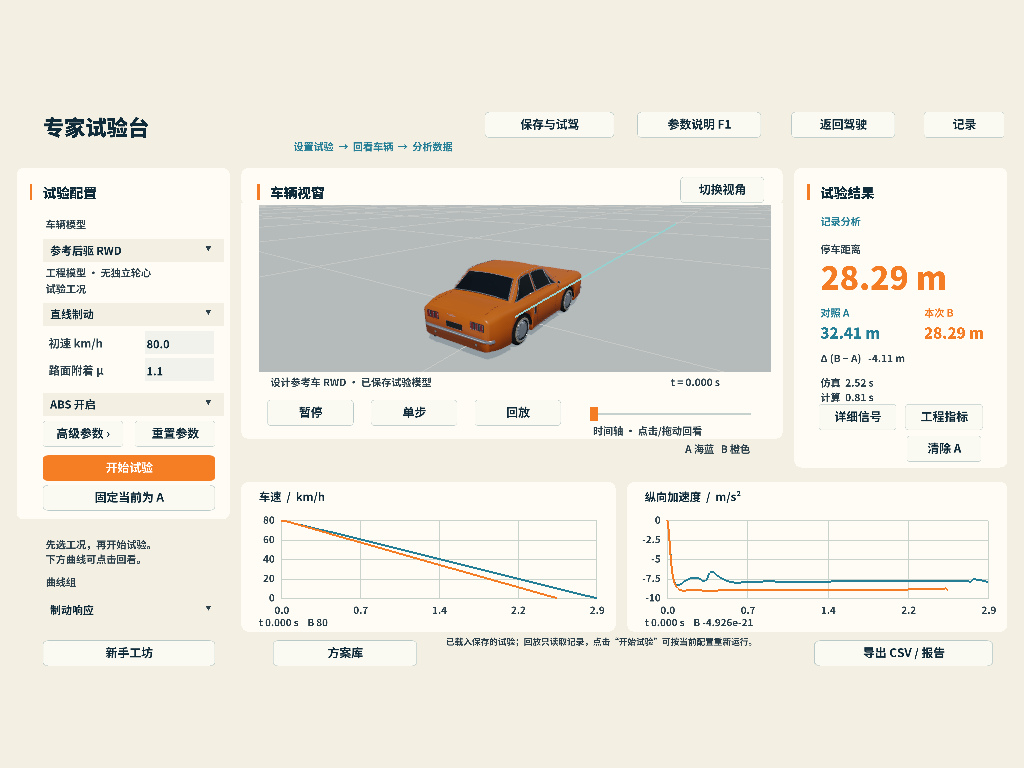 专家试验台
设置试验 → 回看车辆 → 分析数据
保存与试驾
参数说明 F1
返回驾驶
记录
试验配置
车辆模型
参考后驱 RWD
工程模型 · 无独立轮心
试验工况
直线制动
初速 km/h 80.0
路面附着 μ 1.1
ABS 开启
高级参数 ›
重置参数
开始试验
固定当前为 A
先选工况，再开始试验。
下方曲线可点击回看。
曲线组
制动响应
新手工坊
车辆视窗
切换视角
设计参考车 RWD · 已保存试验模型
t = 0.000 s
暂停
单步
回放
时间轴 · 点击/拖动回看
A 海蓝 B 橙色
试验结果
记录分析
停车距离
28.29 m
对照 A
本次 B
32.41 m
28.29 m
Δ (B − A) -4.11 m
仿真 2.52 s
计算 0.81 s
详细信号
工程指标
清除 A
车速 / km/h
80
60
40
20
0
0.0 0.7 1.4 2.2 2.9
t 0.000 s B 80
纵向加速度 / m/s²
0
-2.5
-5
-7.5
-10
0.0 0.7 1.4 2.2 2.9
t 0.000 s B -4.926e-21
已载入保存的试验；回放只读取记录，点击“开始试验”可按当前配置重新运行。
方案库
导出 CSV / 报告